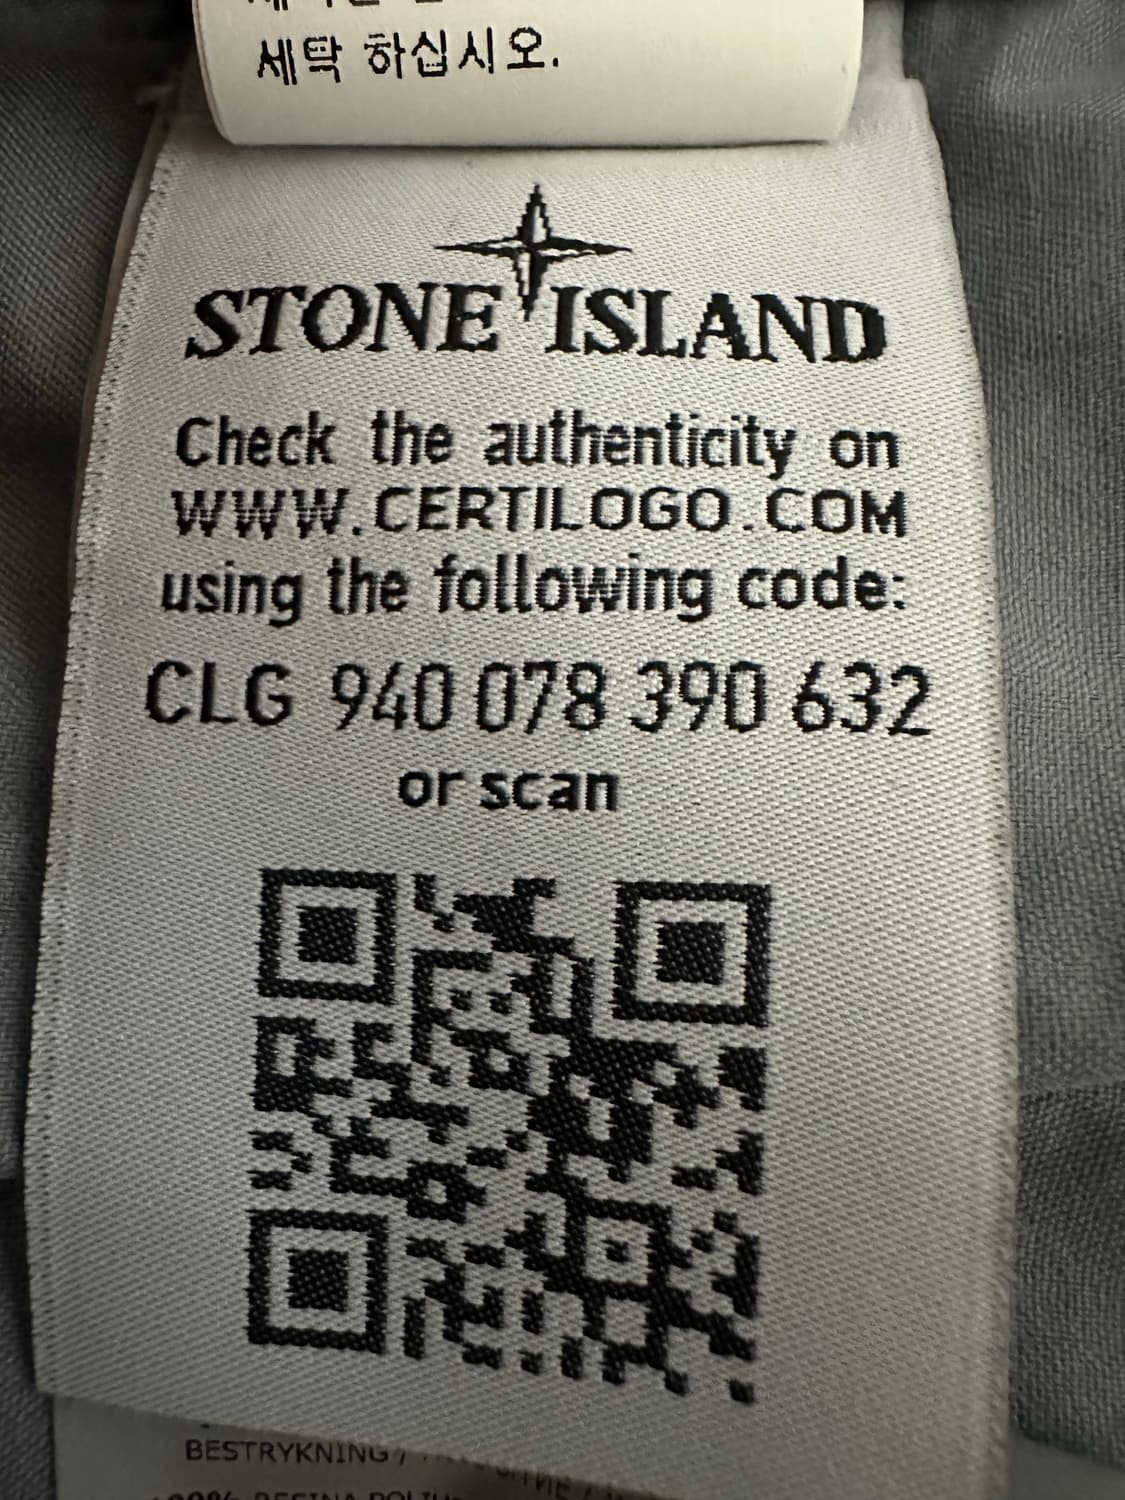 세탁 하십시오.
STONE ISLAND
Check the authenticity on
WWW.CERTILOGO.COM
using the following code:
CLG 940 078 390 632
or scan
BESTRYKNING /